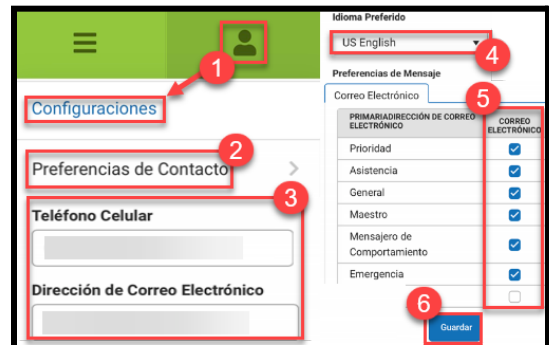 1
Configuraciones
2
Preferencias de Contacto
3
Teléfono Celular
Dirección de Correo Electrónico
Idioma Preferido
US English
4
Preferencias de Mensaje
5
Correo Electrónico
PRIMARIADIRECCIÓN DE CORREO
ELECTRÓNICO
CORREO
ELECTRÓNICO
Prioridad
Asistencia
General
Maestro
Mensajero de
Comportamiento
Emergencia
6
Guardar